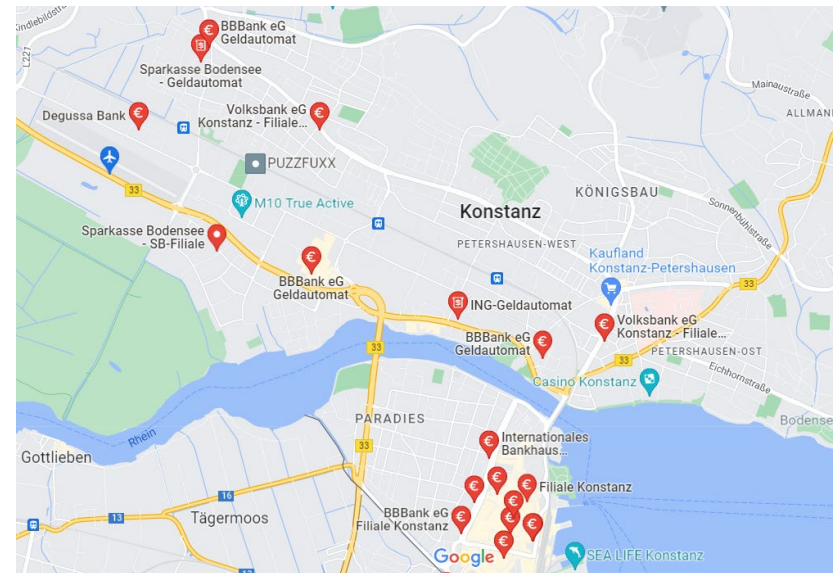 Kindlebildstraß
L221
BBBank eG
Geldautomat
Sparkasse Bodensee
- Geldautomat
Degussa Bank
Volksbank eG
Konstanz - Filiale...
Mainaustraße
ALLMANN
PUZZFUXX
33
M10 True Active
KÖNIGSBAU
Konstanz
Sonnenbühlstraße
Sparkasse Bodensee
- SB-Filiale
PETERSHAUSEN-WEST
Kaufland
Konstanz-Petershausen
BBBank eG
Geldautomat
33
ING-Geldautomat
Volksbank eG
Konstanz - Filiale...
BBBank eG
Geldautomat
33
PETERSHAUSEN-OST
33
Eichhornstraße
Casino Konstanz
PARADIES
Bodense
Rhein
33
Internationales
Bankhaus...
Gottlieben
Filiale Konstanz
16
13
Tägermoos
13
BBBank eG
Filiale Konstanz
Google
SEA LIFE Konstanz